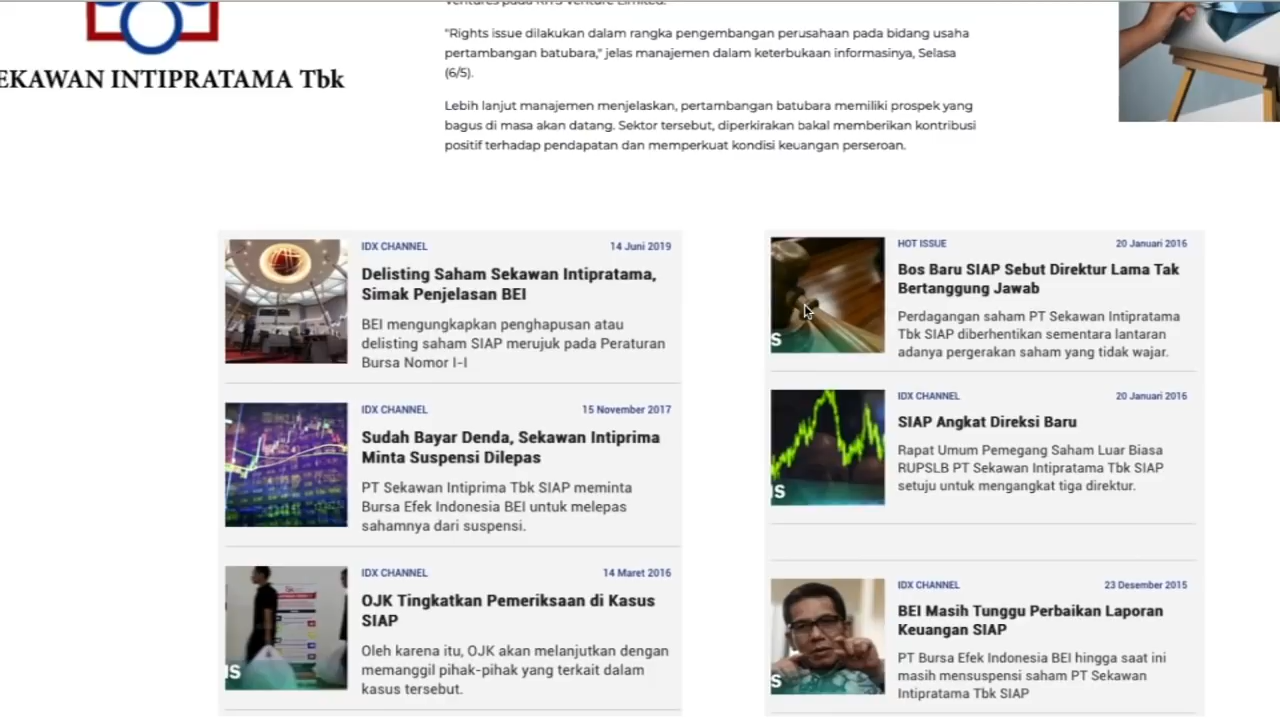 SEKAWAN INTIPRATAMA Tbk
ventures pada RITS Venture Limited.
"Rights issue dilakukan dalam rangka pengembangan perusahaan pada bidang usaha
pertambangan batubara," jelas manajemen dalam keterbukaan informasinya, Selasa
(6/5).
Lebih lanjut manajemen menjelaskan, pertambangan batubara memiliki prospek yang
bagus di masa akan datang. Sektor tersebut, diperkirakan bakal memberikan kontribusi
positif terhadap pendapatan dan memperkuat kondisi keuangan perseroan.
IDX CHANNEL
14 Juni 2019
Delisting Saham Sekawan Intipratama,
Simak Penjelasan BEI
BEI mengungkapkan penghapusan atau
delisting saham SIAP merujuk pada Peraturan
Bursa Nomor I-I
IDX CHANNEL
15 November 2017
Sudah Bayar Denda, Sekawan Intiprima
Minta Suspensi Dilepas
PT Sekawan Intiprima Tbk SIAP meminta
Bursa Efek Indonesia BEI untuk melepas
sahamnya dari suspensi.
IDX CHANNEL
14 Maret 2016
OJK Tingkatkan Pemeriksaan di Kasus
SIAP
Oleh karena itu, OJK akan melanjutkan dengan
memanggil pihak-pihak yang terkait dalam
kasus tersebut.
IS
HOT ISSUE
20 Januari 2016
Bos Baru SIAP Sebut Direktur Lama Tak
Bertanggung Jawab
Perdagangan saham PT Sekawan Intipratama
Tbk SIAP diberhentikan sementara lantaran
adanya pergerakan saham yang tidak wajar.
S
IDX CHANNEL
20 Januari 2016
SIAP Angkat Direksi Baru
Rapat Umum Pemegang Saham Luar Biasa
RUPSLB PT Sekawan Intipratama Tbk SIAP
setuju untuk mengangkat tiga direktur.
IS
IDX CHANNEL
23 Desember 2015
BEI Masih Tunggu Perbaikan Laporan
Keuangan SIAP
PT Bursa Efek Indonesia BEI hingga saat ini
masih mensuspensi saham PT Sekawan
Intipratama Tbk SIAP
S